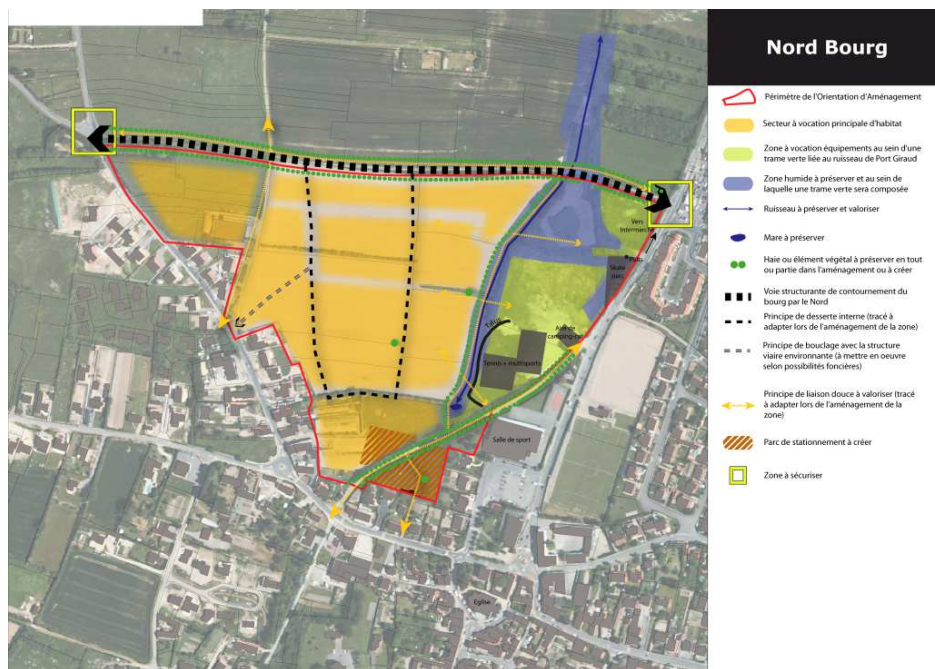 Nord Bourg
Périmètre de l'Orientation d'Aménagement
Secteur à vocation principale d'habitat
Zone à vocation équipements au sein d'une
trame verte liée au ruisseau de Port Giraud
Zone humide à préserver et au sein de
laquelle une trame verte sera composée
Ruisseau à préserver et valoriser
Mare à préserver
Haie ou élément végétal à préserver en tout
ou partie dans l'aménagement ou à créer
Voie structurante de contournement du
bourg par le Nord
Principe de desserte interne (tracé à
adapter lors de l'aménagement de la zone)
Principe de bouclage avec la structure
viaire environnante (à mettre en oeuvre
selon possibilités foncières)
Principe de liaison douce à valoriser (tracé
à adapter lors de l'aménagement de la
zone)
Parc de stationnement à créer
Zone à sécuriser
Vers
Intermarché
Puits
Skate
parc
Talus
Aire de
camping-car
Tennis + multisports
Salle de sport
Eglise